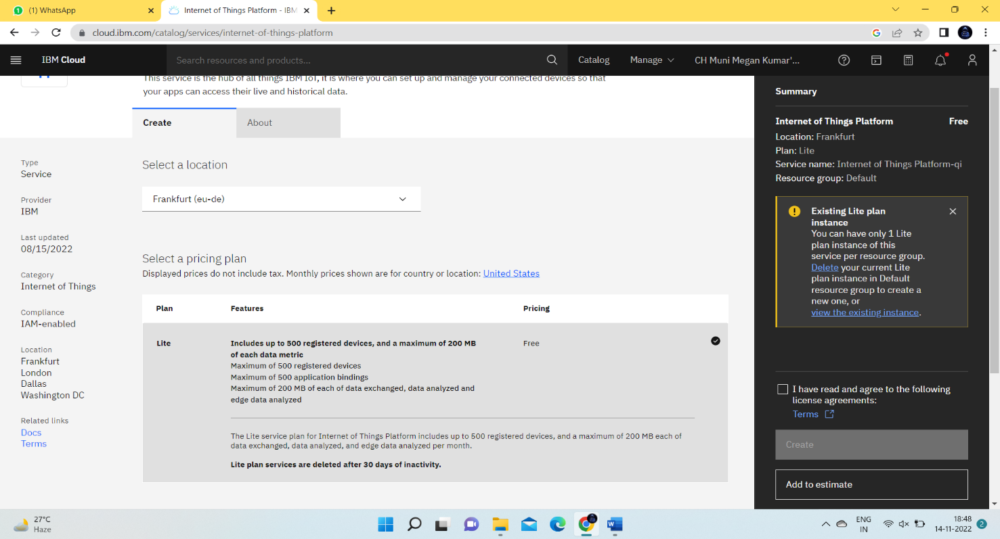 (1) WhatsApp
Internet of Things Platform - IBM
cloud.ibm.com/catalog/services/internet-of-things-platform
IBM Cloud
Search resources and products...
Catalog
Manage
CH Muni Megan Kumar'...
This service is the hub of all things IBM IoT, it is where you can set up and manage your connected devices so that
your apps can access their live and historical data.
Create
About
Type
Service
Provider
IBM
Last updated
08/15/2022
Category
Internet of Things
Compliance
IAM-enabled
Location
Frankfurt
London
Dallas
Washington DC
Related links
Docs
Terms
Select a location
Frankfurt (eu-de)
Select a pricing plan
Displayed prices do not include tax. Monthly prices shown are for country or location: United States
Plan
Features
Pricing
Lite
Includes up to 500 registered devices, and a maximum of 200 MB
of each data metric
Maximum of 500 registered devices
Maximum of 500 application bindings
Maximum of 200 MB of each of data exchanged, data analyzed and
edge data analyzed
Free
The Lite service plan for Internet of Things Platform includes up to 500 registered devices, and a maximum of 200 MB each of
data exchanged, data analyzed, and edge data analyzed per month.
Lite plan services are deleted after 30 days of inactivity.
Summary
Internet of Things Platform Free
Location: Frankfurt
Plan: Lite
Service name: Internet of Things Platform-qi
Resource group: Default
Existing Lite plan
instance
You can have only 1 Lite
plan instance of this
service per resource group.
Delete your current Lite
plan instance in Default
resource group to create a
new one, or
view the existing instance.
I have read and agree to the following
license agreements:
Terms
Create
Add to estimate
27°C
Haze
ENG
IN
18:48
14-11-2022
2